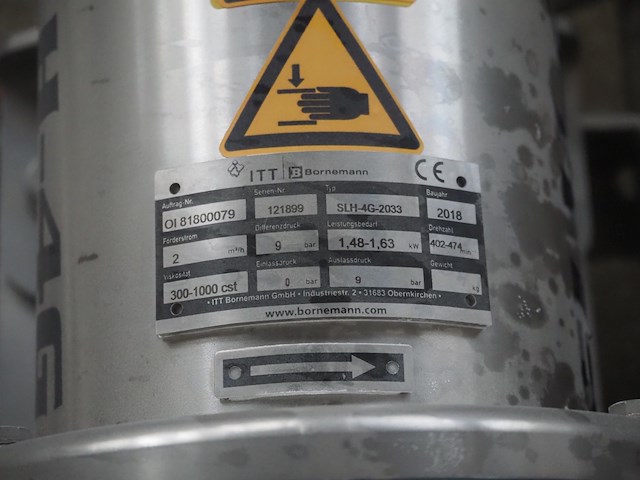 ITT Bornemann CE
Auftrag-Nr. Serien-Nr. Typ Baujahr
OI 81800079 121899 SLH-4G-2033 2018
Förderstrom Differenzdruck Leistungsbedarf Drehzahl
2 m³/h 9 bar 1,48-1,63 kW 402-474 min
Viskosität Einlassdruck Auslassdruck Gewicht
300-1000 cst 0 bar 9 bar kg
• ITT Bornemann GmbH • Industriestr. 2 • 31683 Obernkirchen •
www.bornemann.com